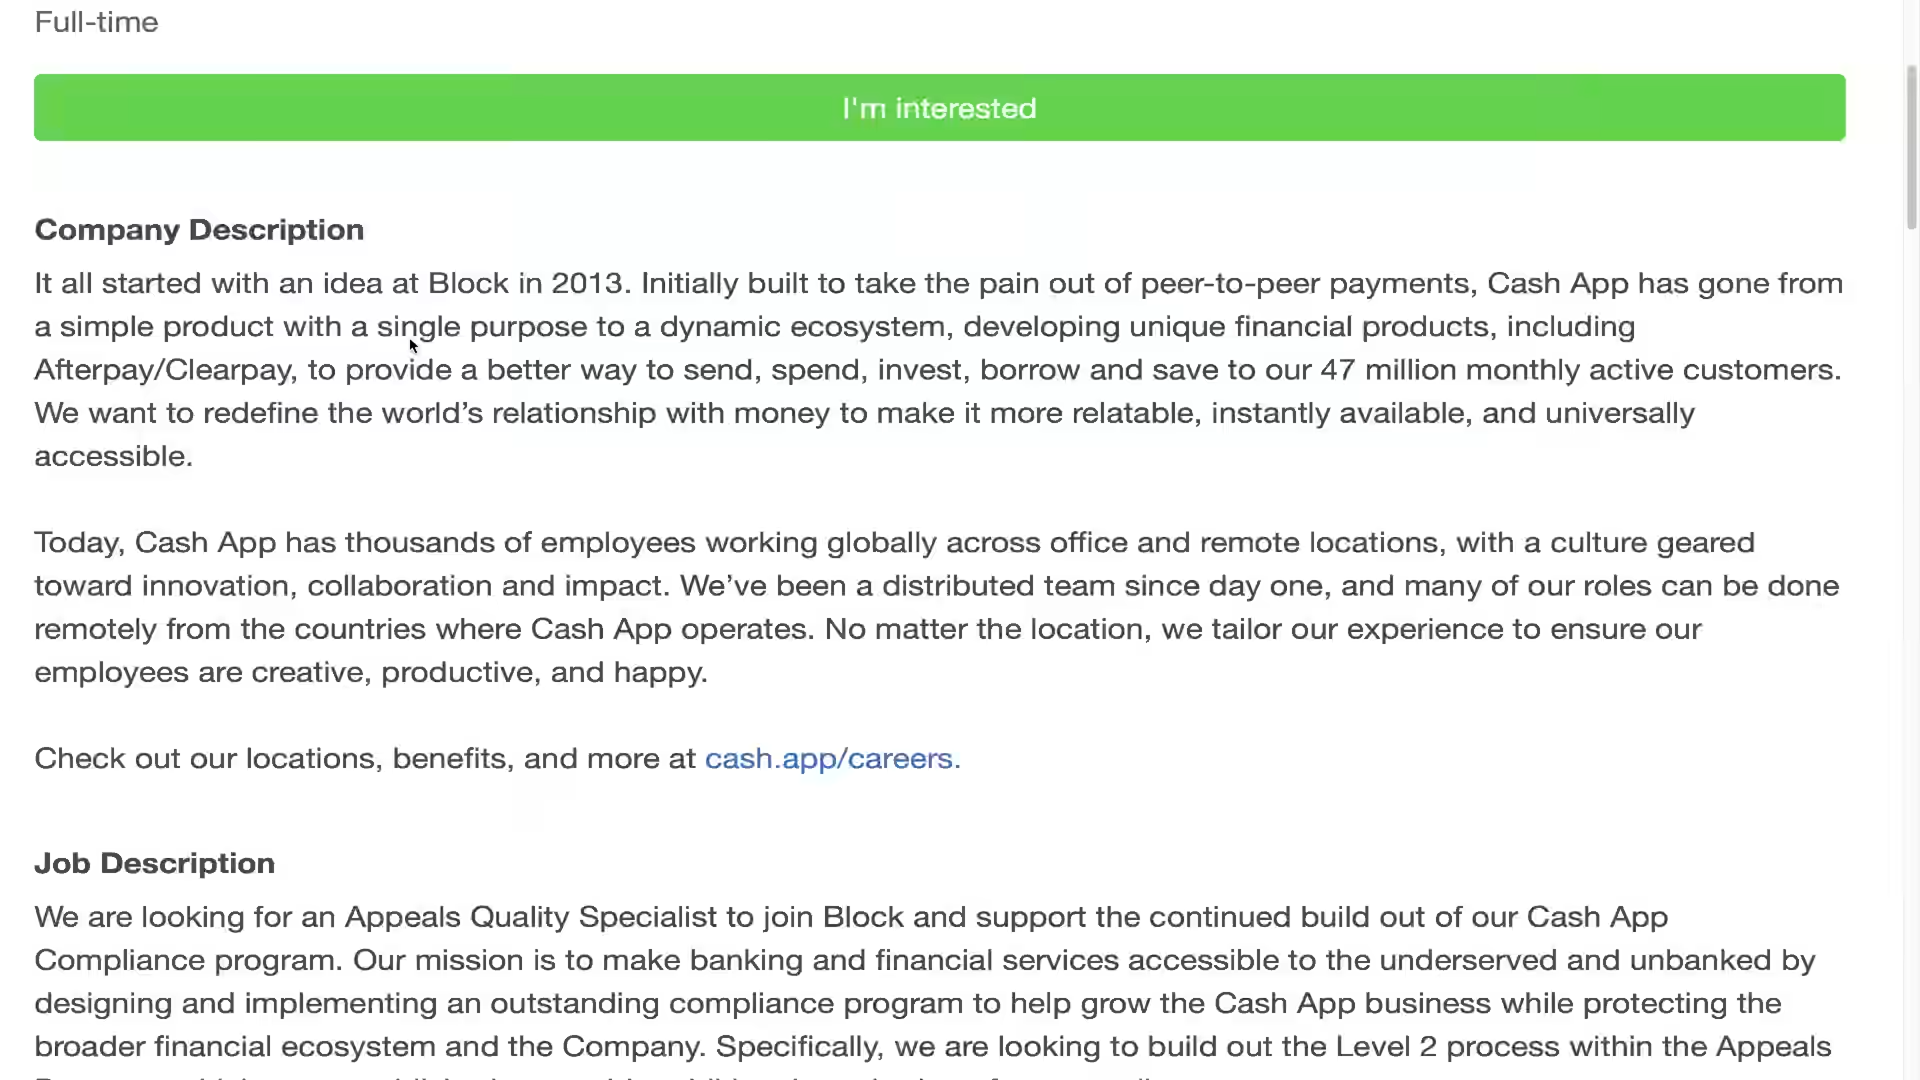 Full-time
I'm interested
Company Description
It all started with an idea at Block in 2013. Initially built to take the pain out of peer-to-peer payments, Cash App has gone from
a simple product with a single purpose to a dynamic ecosystem, developing unique financial products, including
Afterpay/Clearpay, to provide a better way to send, spend, invest, borrow and save to our 47 million monthly active customers.
We want to redefine the world’s relationship with money to make it more relatable, instantly available, and universally
accessible.
Today, Cash App has thousands of employees working globally across office and remote locations, with a culture geared
toward innovation, collaboration and impact. We’ve been a distributed team since day one, and many of our roles can be done
remotely from the countries where Cash App operates. No matter the location, we tailor our experience to ensure our
employees are creative, productive, and happy.
Check out our locations, benefits, and more at cash.app/careers.
Job Description
We are looking for an Appeals Quality Specialist to join Block and support the continued build out of our Cash App
Compliance program. Our mission is to make banking and financial services accessible to the underserved and unbanked by
designing and implementing an outstanding compliance program to help grow the Cash App business while protecting the
broader financial ecosystem and the Company. Specifically, we are looking to build out the Level 2 process within the Appeals